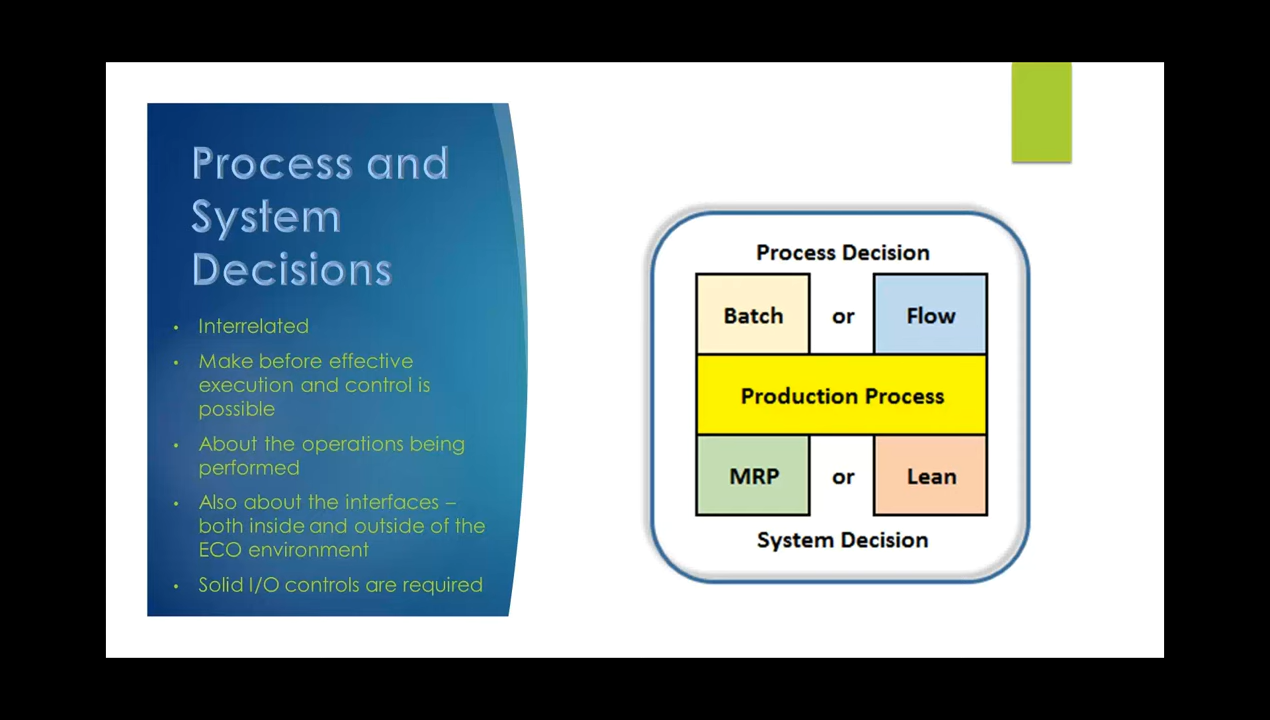 Process and
System
Decisions
• Interrelated
• Make before effective
execution and control is
possible
• About the operations being
performed
• Also about the interfaces –
both inside and outside of the
ECO environment
• Solid I/O controls are required
Process Decision
Batch or Flow
Production Process
MRP or Lean
System Decision